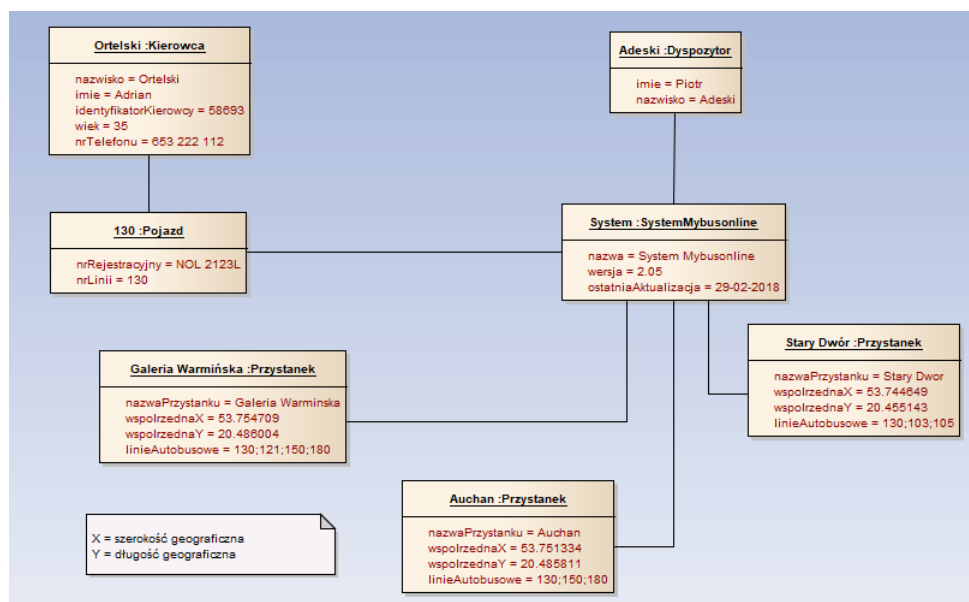 Ortelski :Kierowca
nazwisko = Ortelski
imie = Adrian
identyfikatorKierowcy = 58693
wiek = 35
nrTelefonu = 653 222 112
Adeski :Dyspozytor
imie = Piotr
nazwisko = Adeski
130 :Pojazd
nrRejestracyjny = NOL 2123L
nrLinii = 130
System :SystemMybusonline
nazwa = System Mybusonline
wersja = 2.05
ostatniaAktualizacja = 29-02-2018
Stary Dwór :Przystanek
nazwaPrzystanku = Stary Dwor
wspolrzednaX = 53.744649
wspolrzednaY = 20.455143
linieAutobusowe = 130;103;105
Galeria Warmińska :Przystanek
nazwaPrzystanku = Galeria Warminska
wspolrzednaX = 53.754709
wspolrzednaY = 20.486004
linieAutobusowe = 130;121;150;180
Auchan :Przystanek
nazwaPrzystanku = Auchan
wspolrzednaX = 53.751334
wspolrzednaY = 20.485811
linieAutobusowe = 130;150;180
X = szerokość geograficzna
Y = długość geograficzna